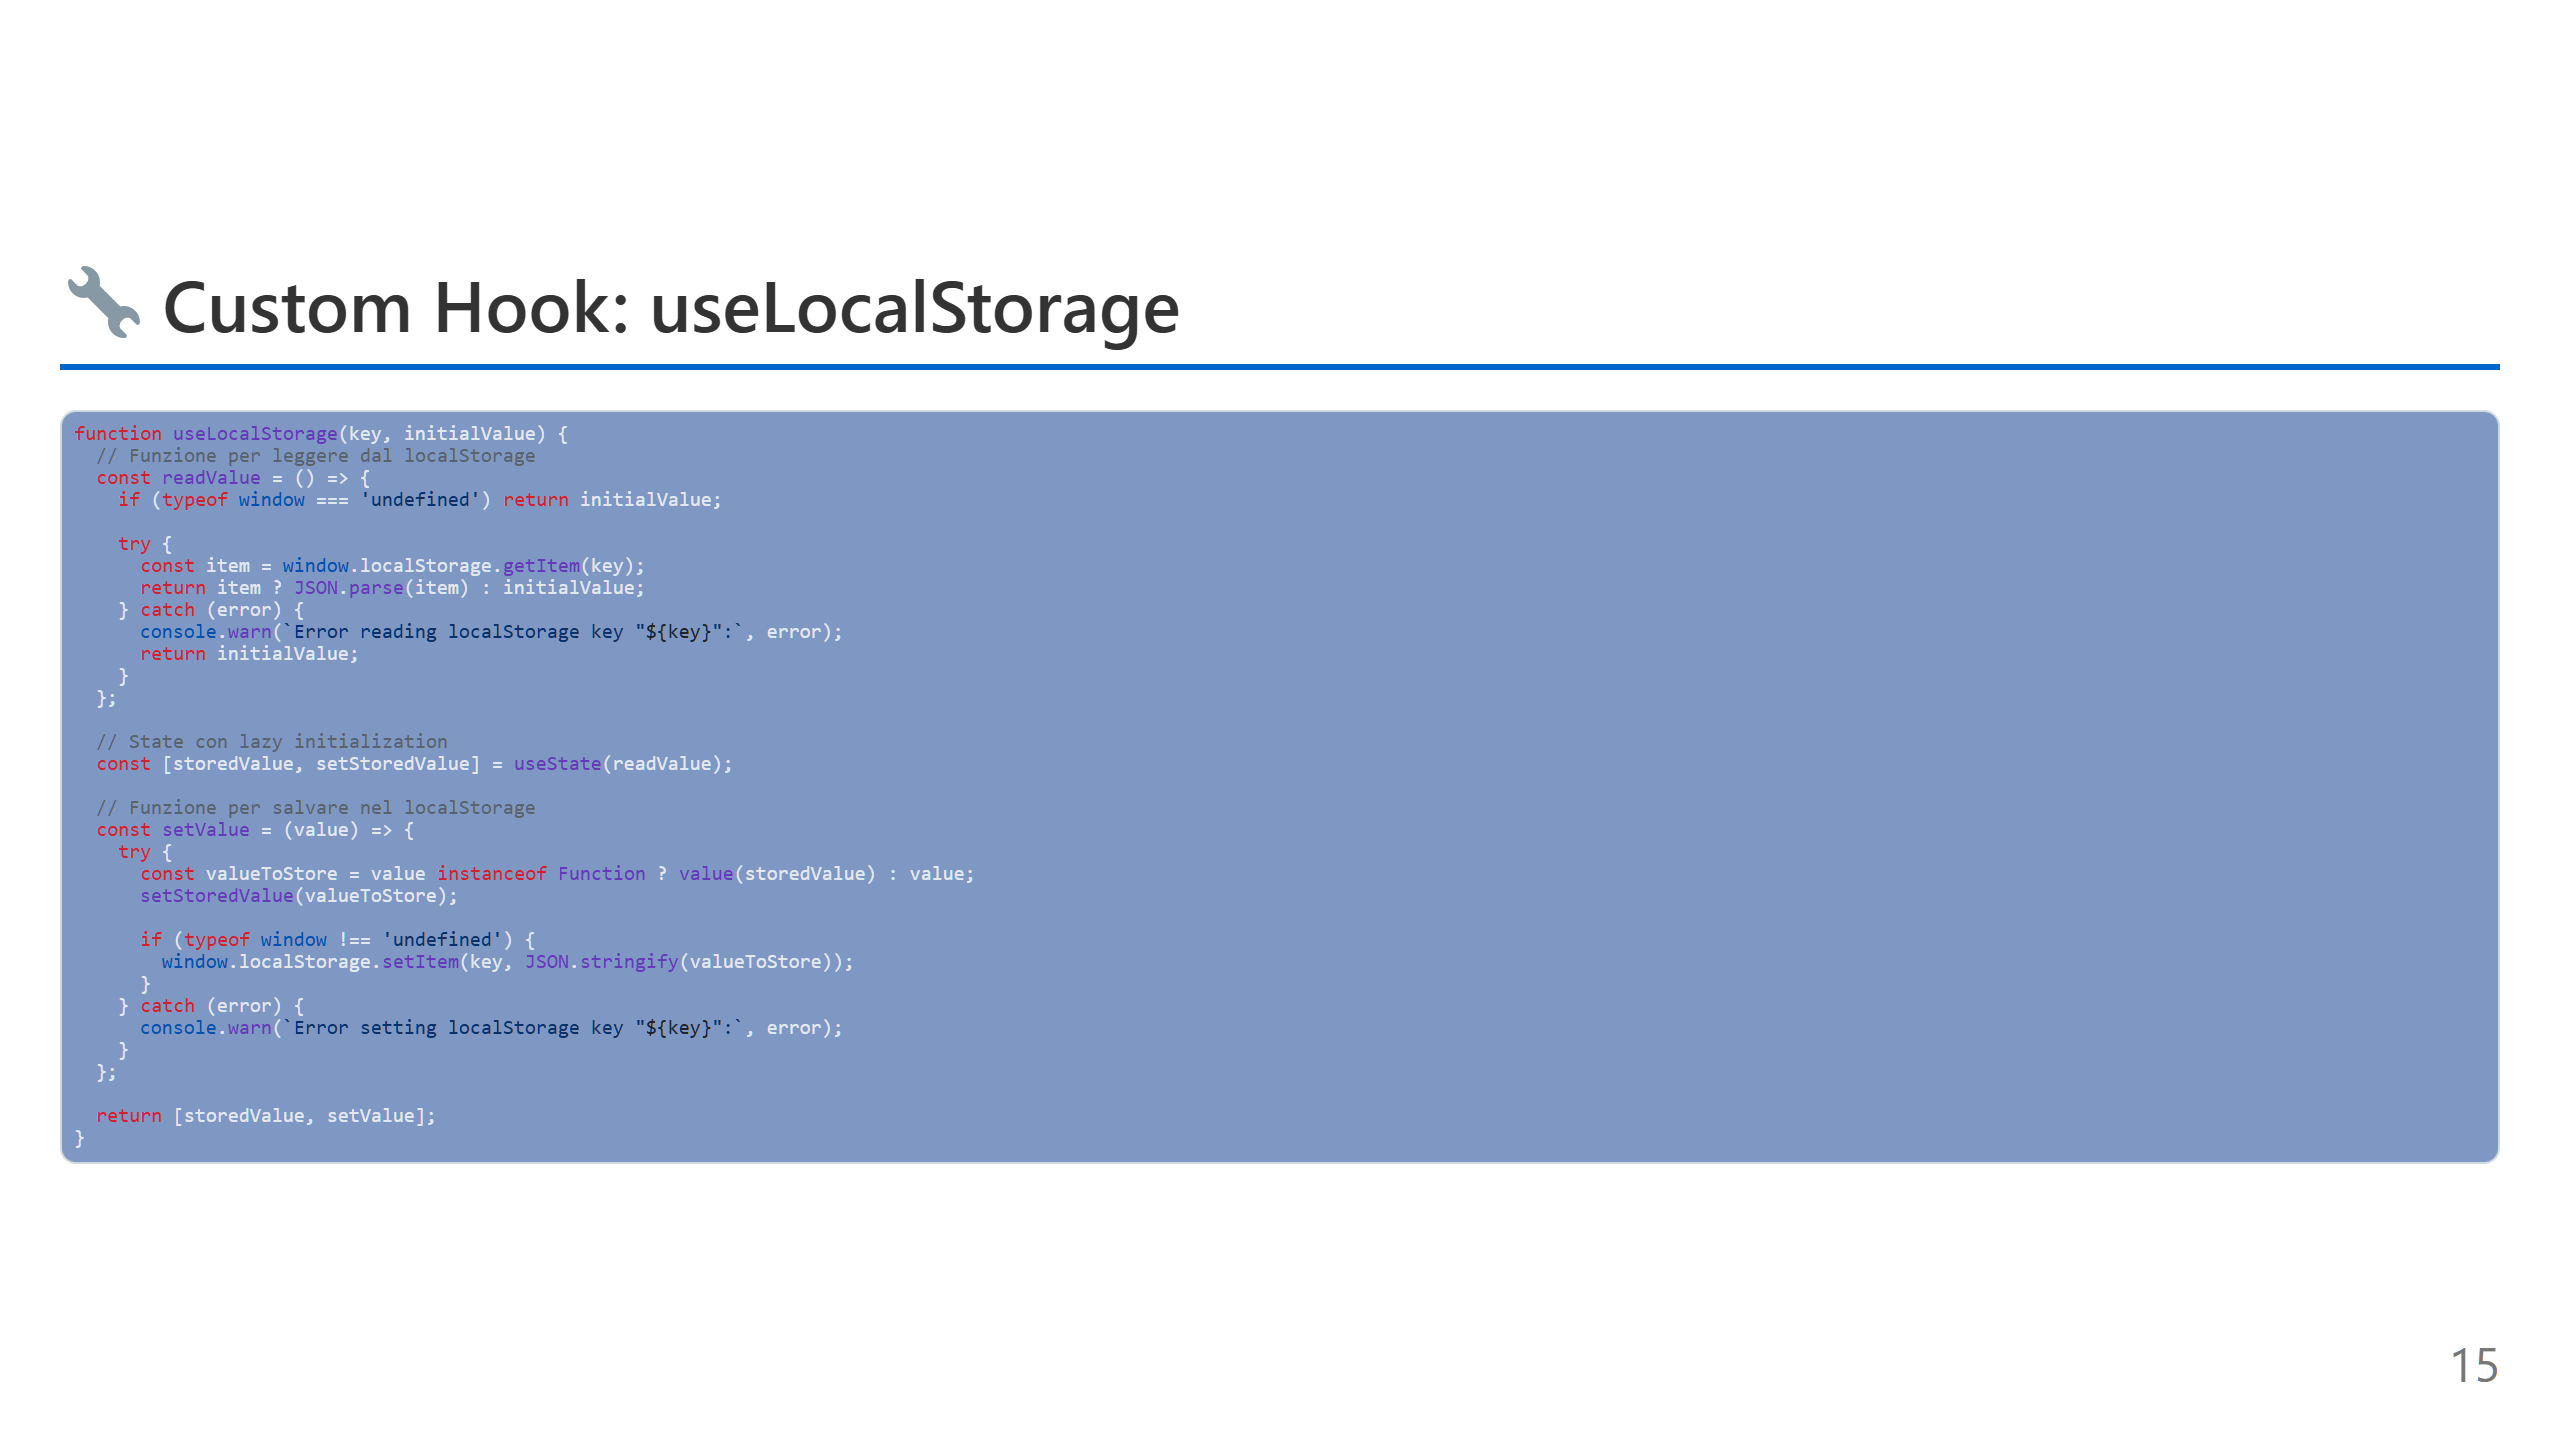 🔧 Custom Hook: useLocalStorage
function useLocalStorage(key, initialValue) {
  // Funzione per leggere dal localStorage
  const readValue = () => {
    if (typeof window === 'undefined') return initialValue;

    try {
      const item = window.localStorage.getItem(key);
      return item ? JSON.parse(item) : initialValue;
    } catch (error) {
      console.warn(`Error reading localStorage key "${key}":`, error);
      return initialValue;
    }
  };

  // State con lazy initialization
  const [storedValue, setStoredValue] = useState(readValue);

  // Funzione per salvare nel localStorage
  const setValue = (value) => {
    try {
      const valueToStore = value instanceof Function ? value(storedValue) : value;
      setStoredValue(valueToStore);

      if (typeof window !== 'undefined') {
        window.localStorage.setItem(key, JSON.stringify(valueToStore));
      }
    } catch (error) {
      console.warn(`Error setting localStorage key "${key}":`, error);
    }
  };

  return [storedValue, setValue];
}
15